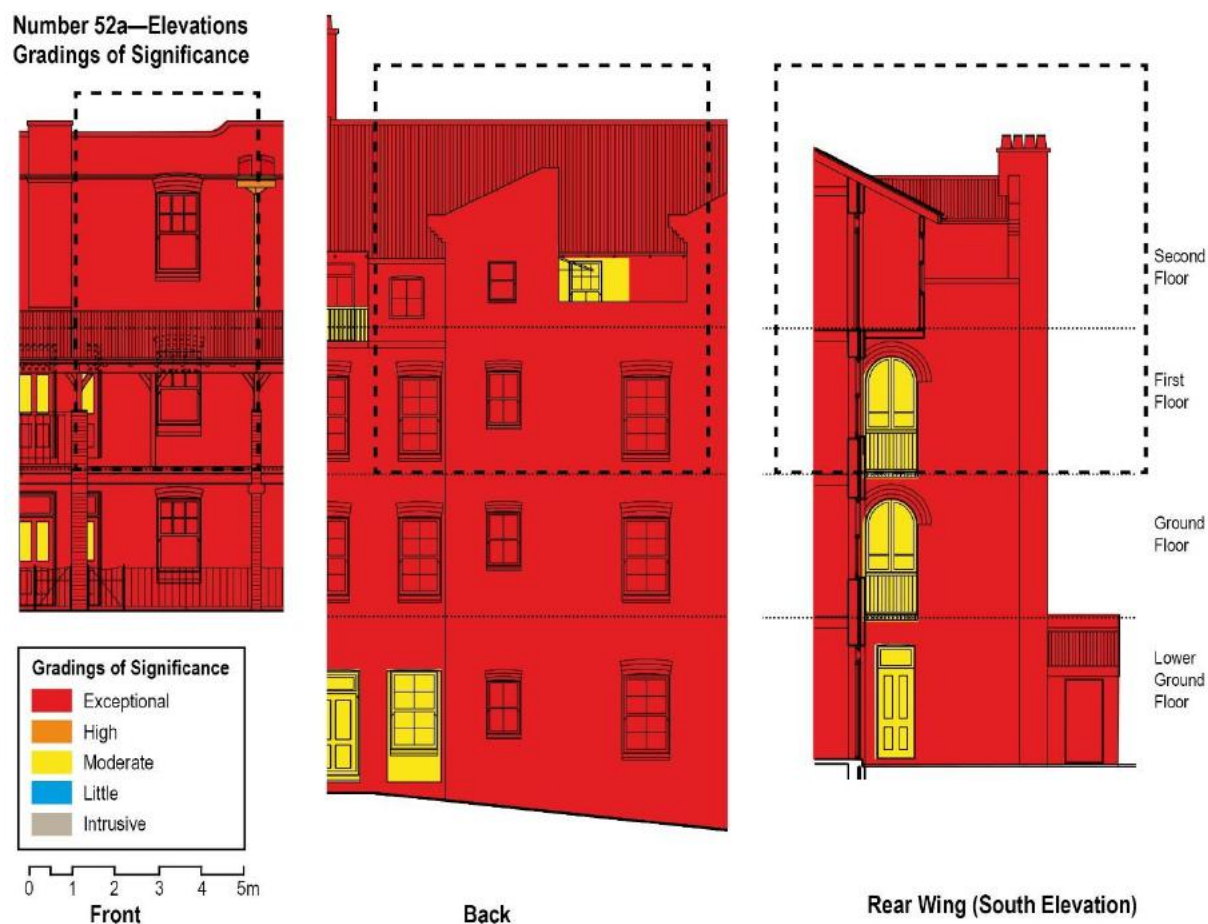 Number 52a—Elevations
Gradings of Significance
Second
Floor
First
Floor
Ground
Floor
Lower
Ground
Floor
Gradings of Significance
Exceptional
High
Moderate
Little
Intrusive
0 1 2 3 4 5m
Front
Back
Rear Wing (South Elevation)